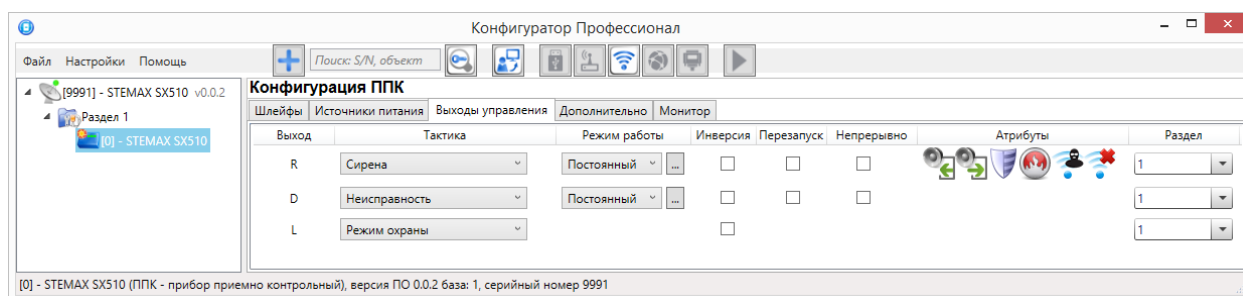 Конфигуратор Профессионал
Файл Настройки Помощь Поиск: S/N, объект
[9991] - STEMAX SX510 v0.0.2
Раздел 1
[0] - STEMAX SX510
Конфигурация ППК
Шлейфы Источники питания Выходы управления Дополнительно Монитор
Выход Тактика Режим работы Инверсия Перезапуск Непрерывно Атрибуты Раздел
R Сирена Постоянный ... 1
D Неисправность Постоянный ... 1
L Режим охраны 1
[0] - STEMAX SX510 (ППК - прибор приемно контрольный), версия ПО 0.0.2 база: 1, серийный номер 9991